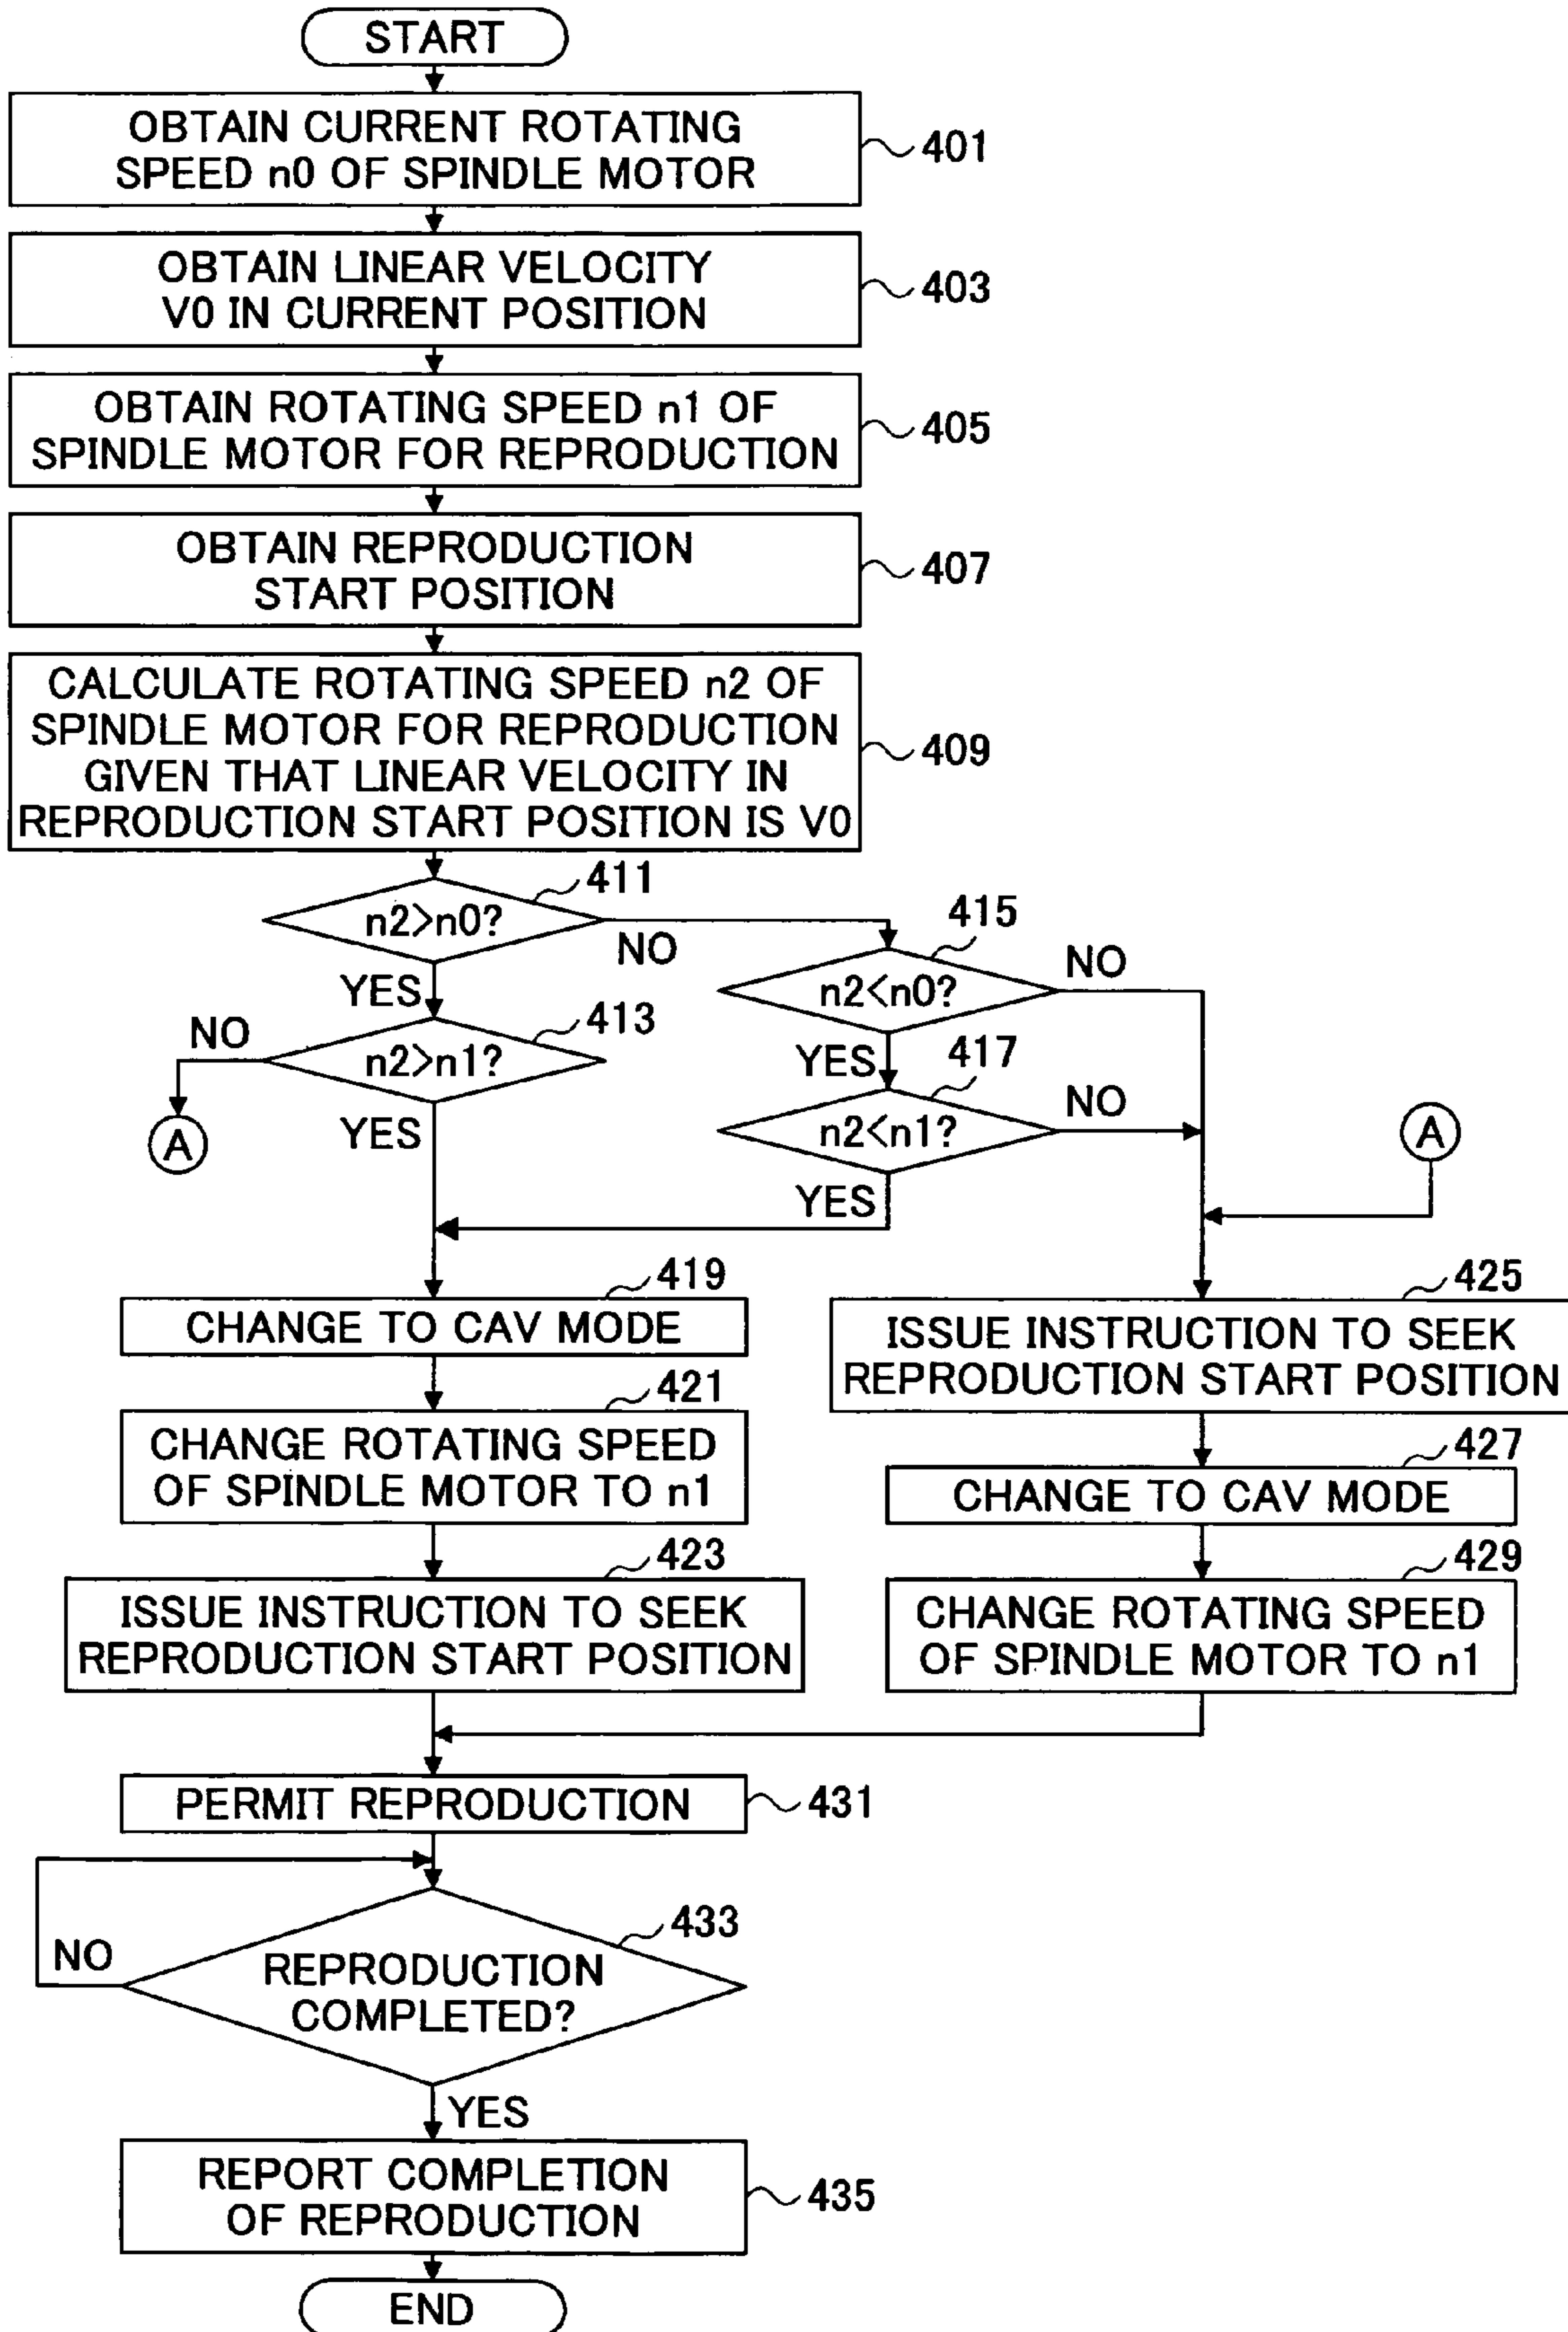 START
OBTAIN CURRENT ROTATING
SPEED n0 OF SPINDLE MOTOR
401
OBTAIN LINEAR VELOCITY
V0 IN CURRENT POSITION
403
OBTAIN ROTATING SPEED n1 OF
SPINDLE MOTOR FOR REPRODUCTION
405
OBTAIN REPRODUCTION
START POSITION
407
CALCULATE ROTATING SPEED n2 OF
SPINDLE MOTOR FOR REPRODUCTION
GIVEN THAT LINEAR VELOCITY IN
REPRODUCTION START POSITION IS V0
409
411
n2>n0?
NO
YES
415
n2<n0?
NO
YES
413
n2>n1?
NO
YES
A
417
n2<n1?
NO
YES
A
419
CHANGE TO CAV MODE
421
CHANGE ROTATING SPEED
OF SPINDLE MOTOR TO n1
423
ISSUE INSTRUCTION TO SEEK
REPRODUCTION START POSITION
425
ISSUE INSTRUCTION TO SEEK
REPRODUCTION START POSITION
427
CHANGE TO CAV MODE
429
CHANGE ROTATING SPEED
OF SPINDLE MOTOR TO n1
PERMIT REPRODUCTION
431
433
NO
REPRODUCTION
COMPLETED?
YES
REPORT COMPLETION
OF REPRODUCTION
435
END